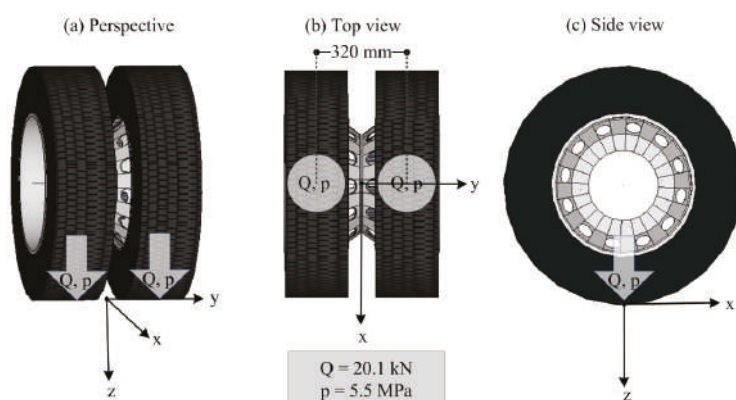 (a) Perspective
(b) Top view
(c) Side view
320 mm
Q, p
Q, p
y
x
z
Q, p
Q, p
y
x
Q = 20.1 kN
p = 5.5 MPa
Q, p
x
z